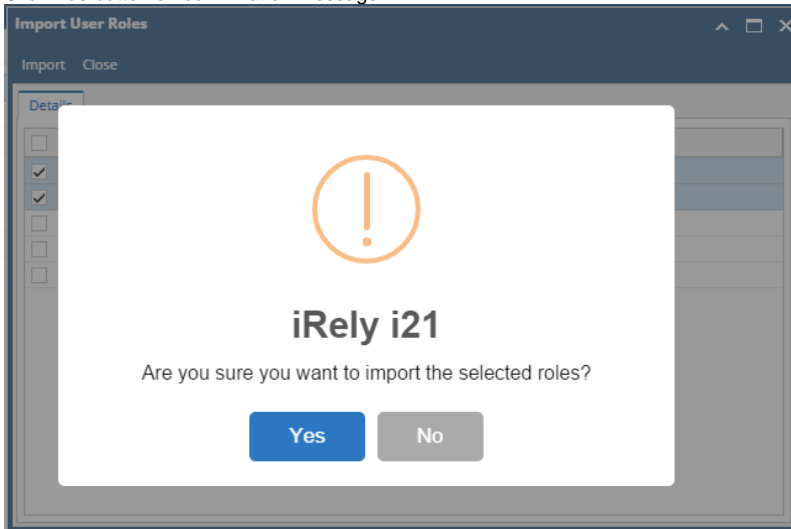 Import User Roles
Import Close
Details
iRely i21
Are you sure you want to import the selected roles?
Yes No